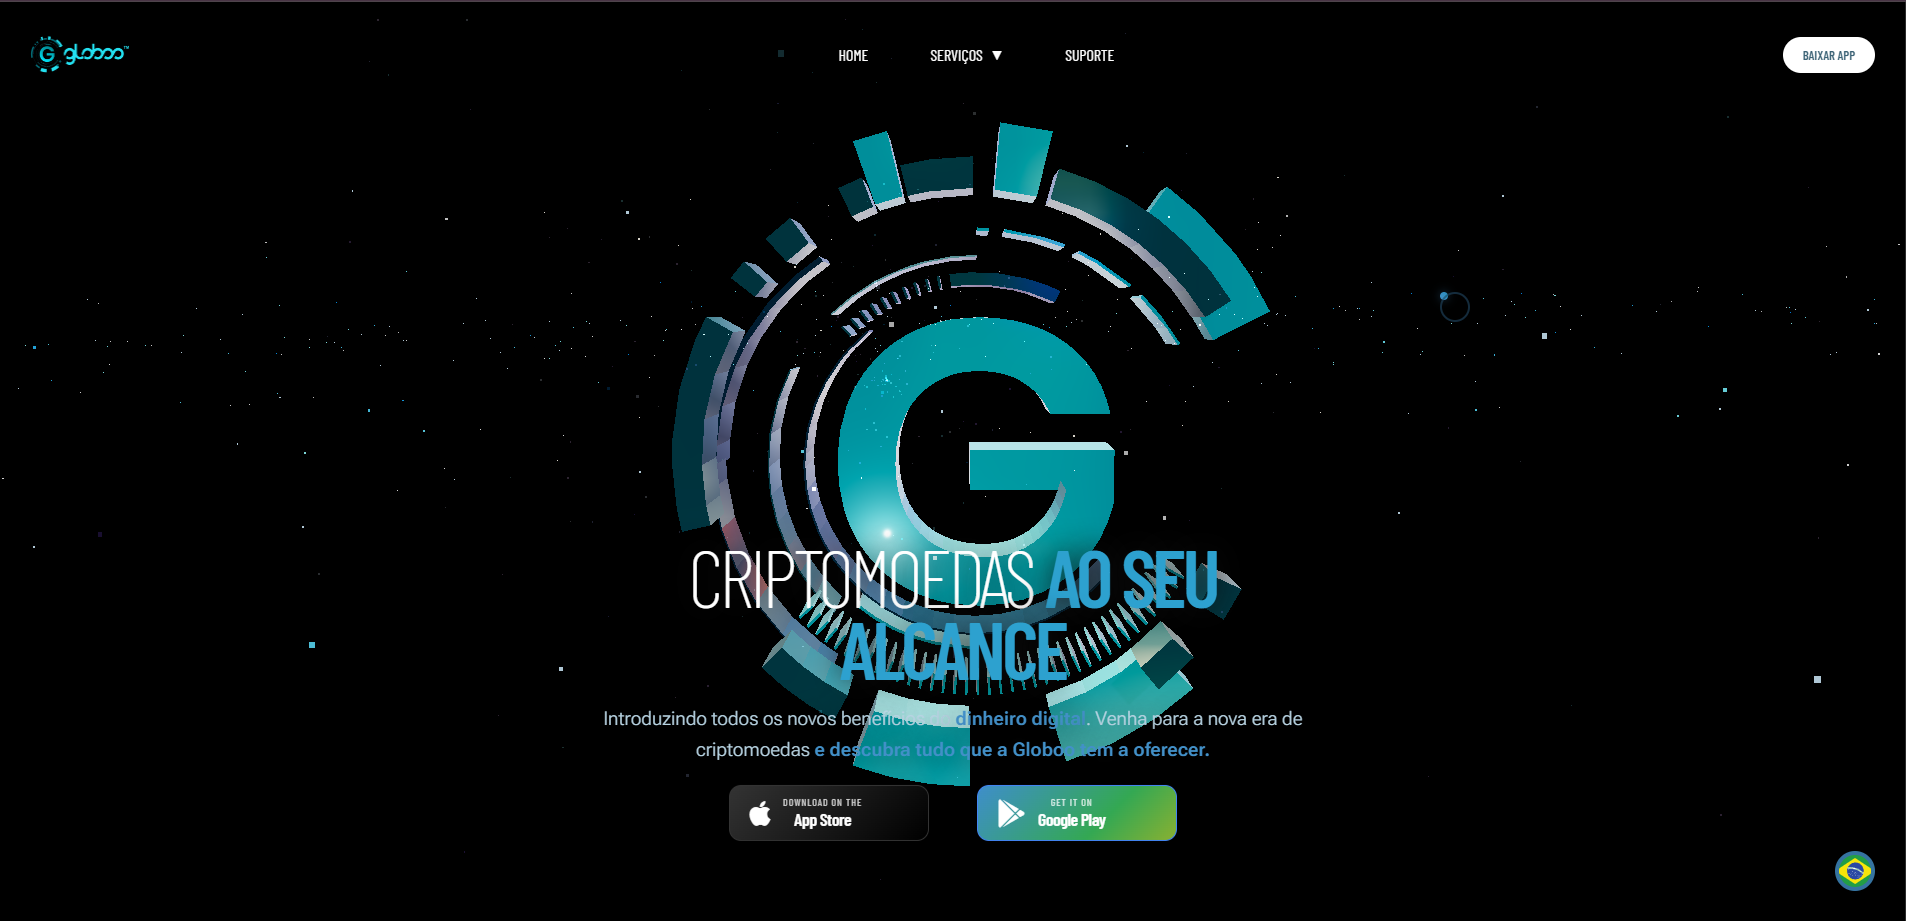 G globoo™
HOME
SERVIÇOS ▼
SUPORTE
BAIXAR APP
G
CRIPTOMOEDAS AO SEU
ALCANCE
Introduzindo todos os novos benefícios dinheiro digital. Venha para a nova era de
criptomoedas e descubra tudo que a Globoo tem a oferecer.
DOWNLOAD ON THE
App Store
GET IT ON
Google Play